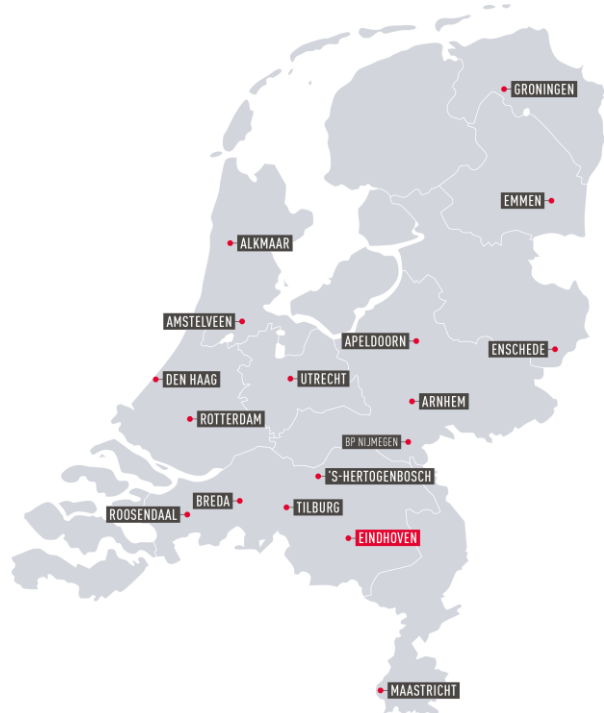 GRONINGEN
EMMEN
ALKMAAR
AMSTELVEEN
APELDOORN
ENSCHEDE
DEN HAAG
UTRECHT
ARNHEM
ROTTERDAM
BP NIJMEGEN
'S-HERTOGENBOSCH
BREDA
TILBURG
ROOSENDAAL
EINDHOVEN
MAASTRICHT